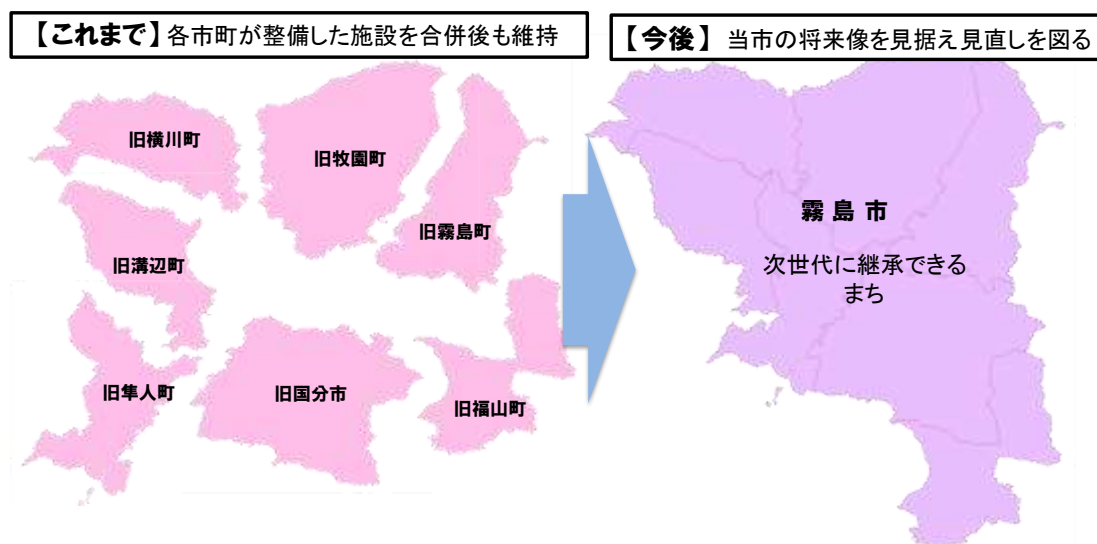 【これまで】各市町が整備した施設を合併後も維持
【今後】 当市の将来像を見据え見直しを図る
旧横川町
旧牧園町
旧霧島町
旧溝辺町
旧隼人町
旧国分市
旧福山町
霧島市
次世代に継承できる
まち